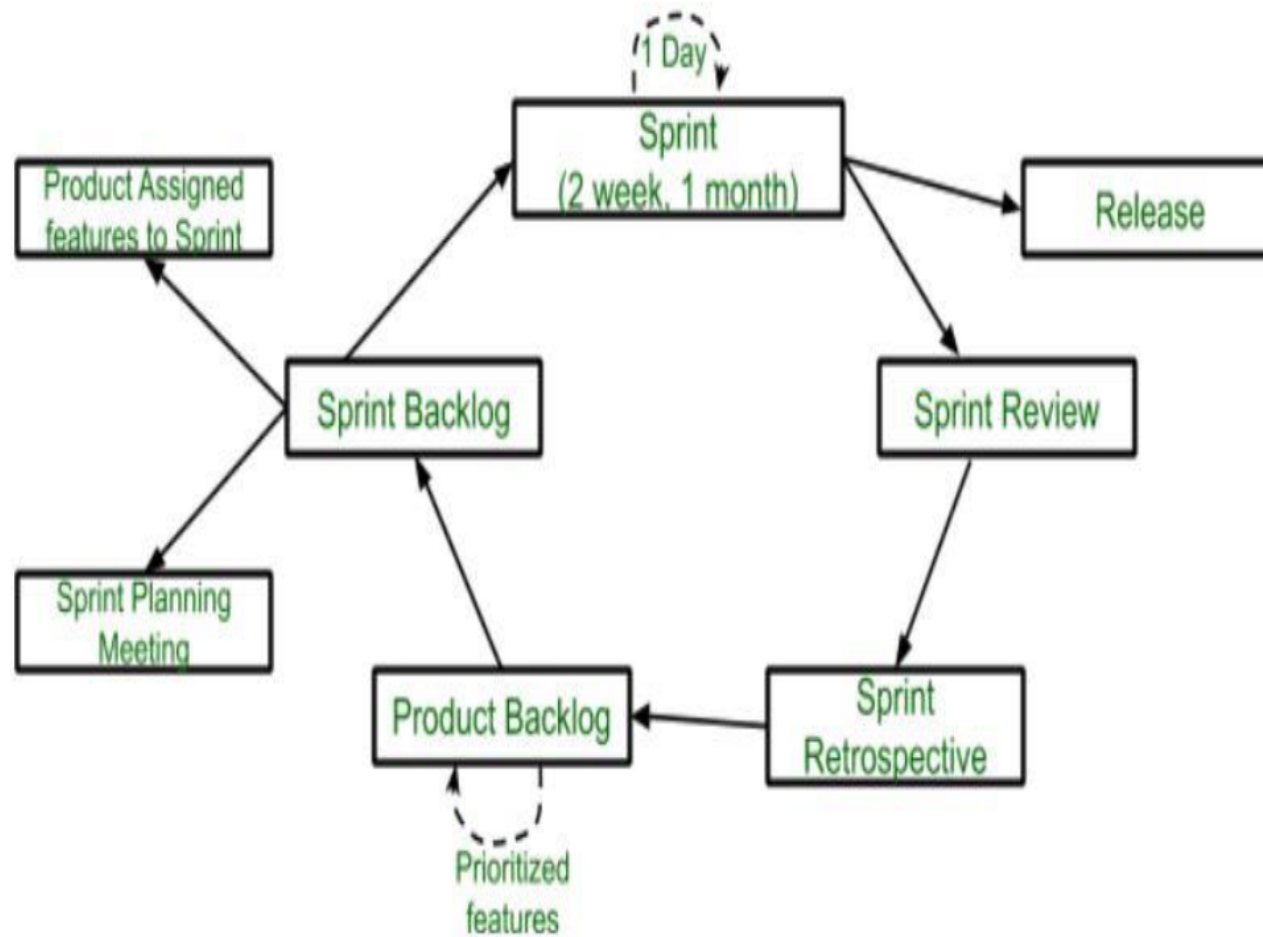 1 Day
Sprint
(2 week, 1 month)
Product Assigned
features to Sprint
Release
Sprint Backlog
Sprint Review
Sprint Planning
Meeting
Product Backlog
Sprint
Retrospective
Prioritized
features